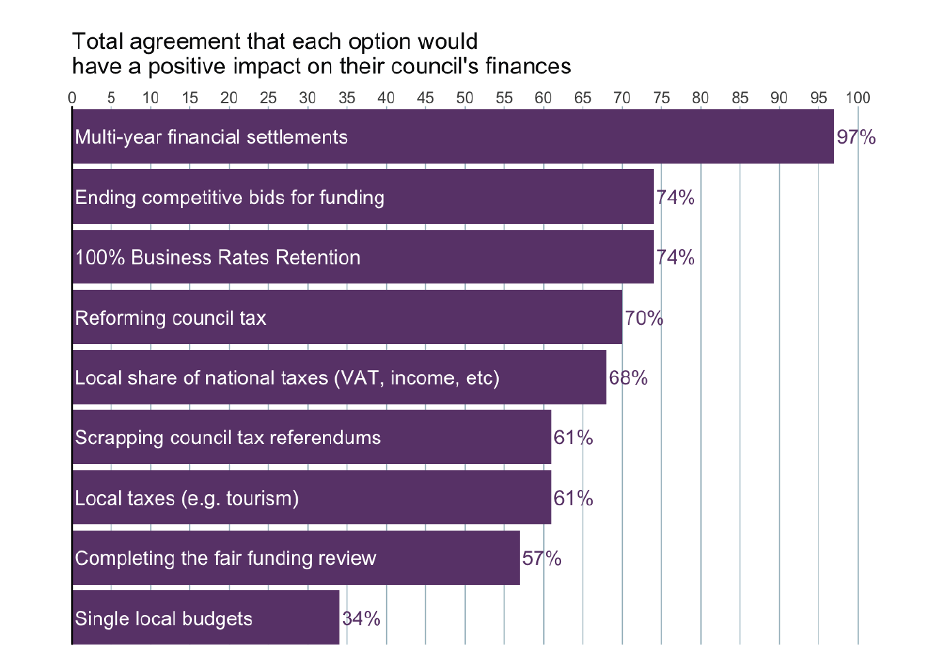 Total agreement that each option would
have a positive impact on their council's finances
0 5 10 15 20 25 30 35 40 45 50 55 60 65 70 75 80 85 90 95 100
Multi-year financial settlements 97%
Ending competitive bids for funding 74%
100% Business Rates Retention 74%
Reforming council tax 70%
Local share of national taxes (VAT, income, etc) 68%
Scrapping council tax referendums 61%
Local taxes (e.g. tourism) 61%
Completing the fair funding review 57%
Single local budgets 34%